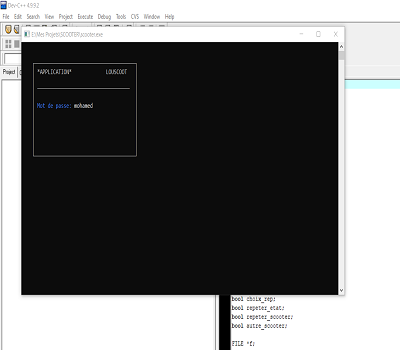 Dev-C++ 4.9.9.2
File Edit Search View Project Execute Debug Tools CVS Window Help
E:\Mes Projets\SCOOTER\scooter.exe
*APPLICATION* LOUSCOOT
Mot de passe: mohamed
Project
bool choix_rep;
bool repeter_etat;
bool repeter_scooter;
bool autre_scooter;
FILE *f;